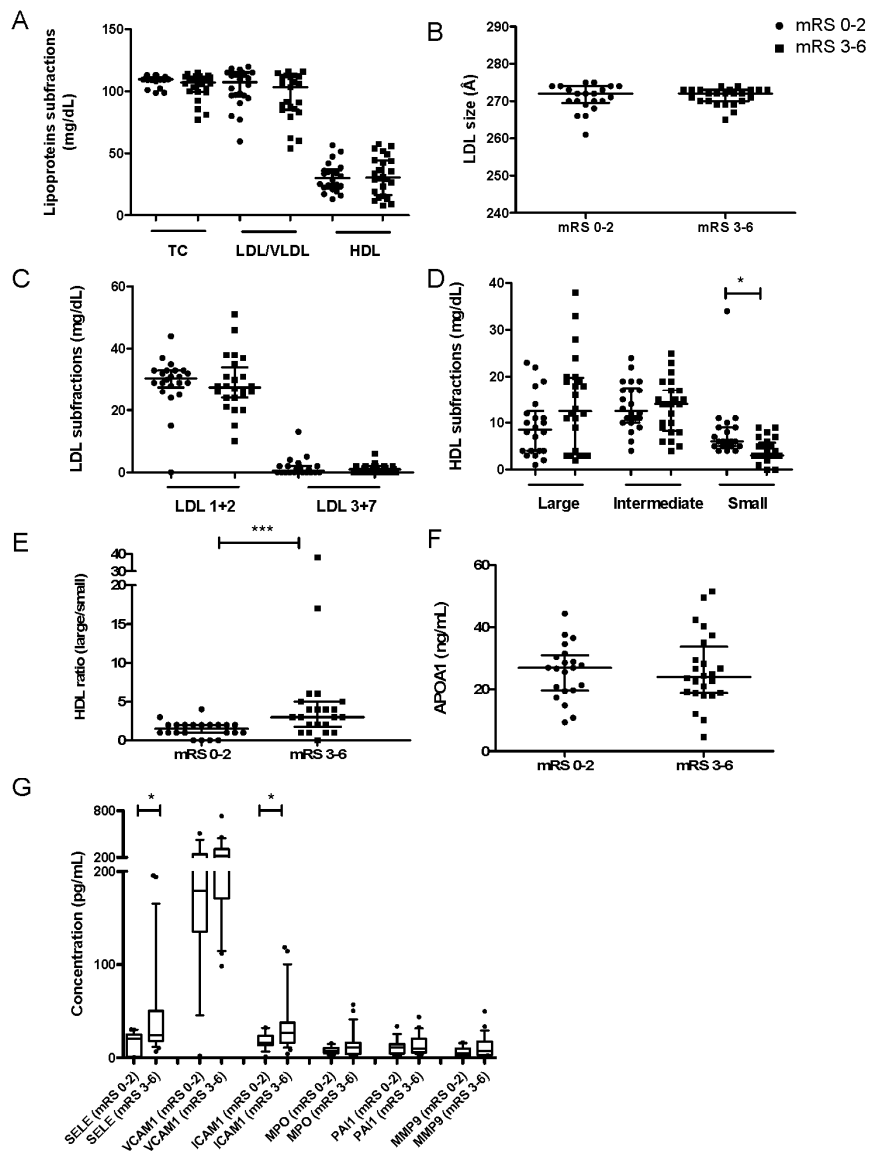 A
Lipoproteins subfractions
(mg/dL)
150
100
50
0
TC
LDL/VLDL
HDL
B
mRS 0-2
mRS 3-6
LDL size (Å)
290
280
270
260
250
240
mRS 0-2
mRS 3-6
C
LDL subfractions (mg/dL)
60
40
20
0
LDL 1+2
LDL 3+7
D
HDL subfractions (mg/dL)
40
30
20
10
0
*
Large
Intermediate
Small
E
HDL ratio (large/small)
40
30
20
15
10
5
0
***
mRS 0-2
mRS 3-6
F
APOA1 (ng/mL)
60
40
20
0
mRS 0-2
mRS 3-6
G
Concentration (pg/mL)
800
200
200
100
0
*
*
SELE (mRS 0-2)
SELE (mRS 3-6)
VCAM1 (mRS 0-2)
VCAM1 (mRS 3-6)
ICAM1 (mRS 0-2)
ICAM1 (mRS 3-6)
MPO (mRS 0-2)
MPO (mRS 3-6)
PAI1 (mRS 0-2)
PAI1 (mRS 3-6)
MMP9 (mRS 0-2)
MMP9 (mRS 3-6)